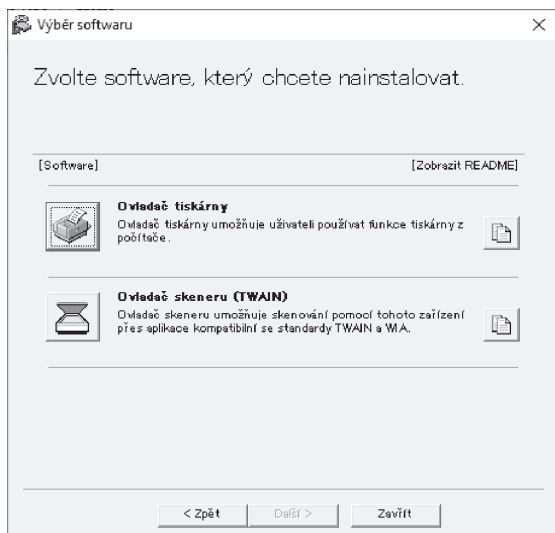 Výběr softwaru
Zvolte software, který chcete nainstalovat.
[Software] [Zobrazit README]
Ovladač tiskárny
Ovladač tiskárny umožňuje uživateli používat funkce tiskárny z
počítače.
Ovladač skeneru (TWAIN)
Ovladač skeneru umožňuje skenování pomocí tohoto zařízení
přes aplikace kompatibilní se standardy TWAIN a WIA.
< Zpět Další > Zavřít